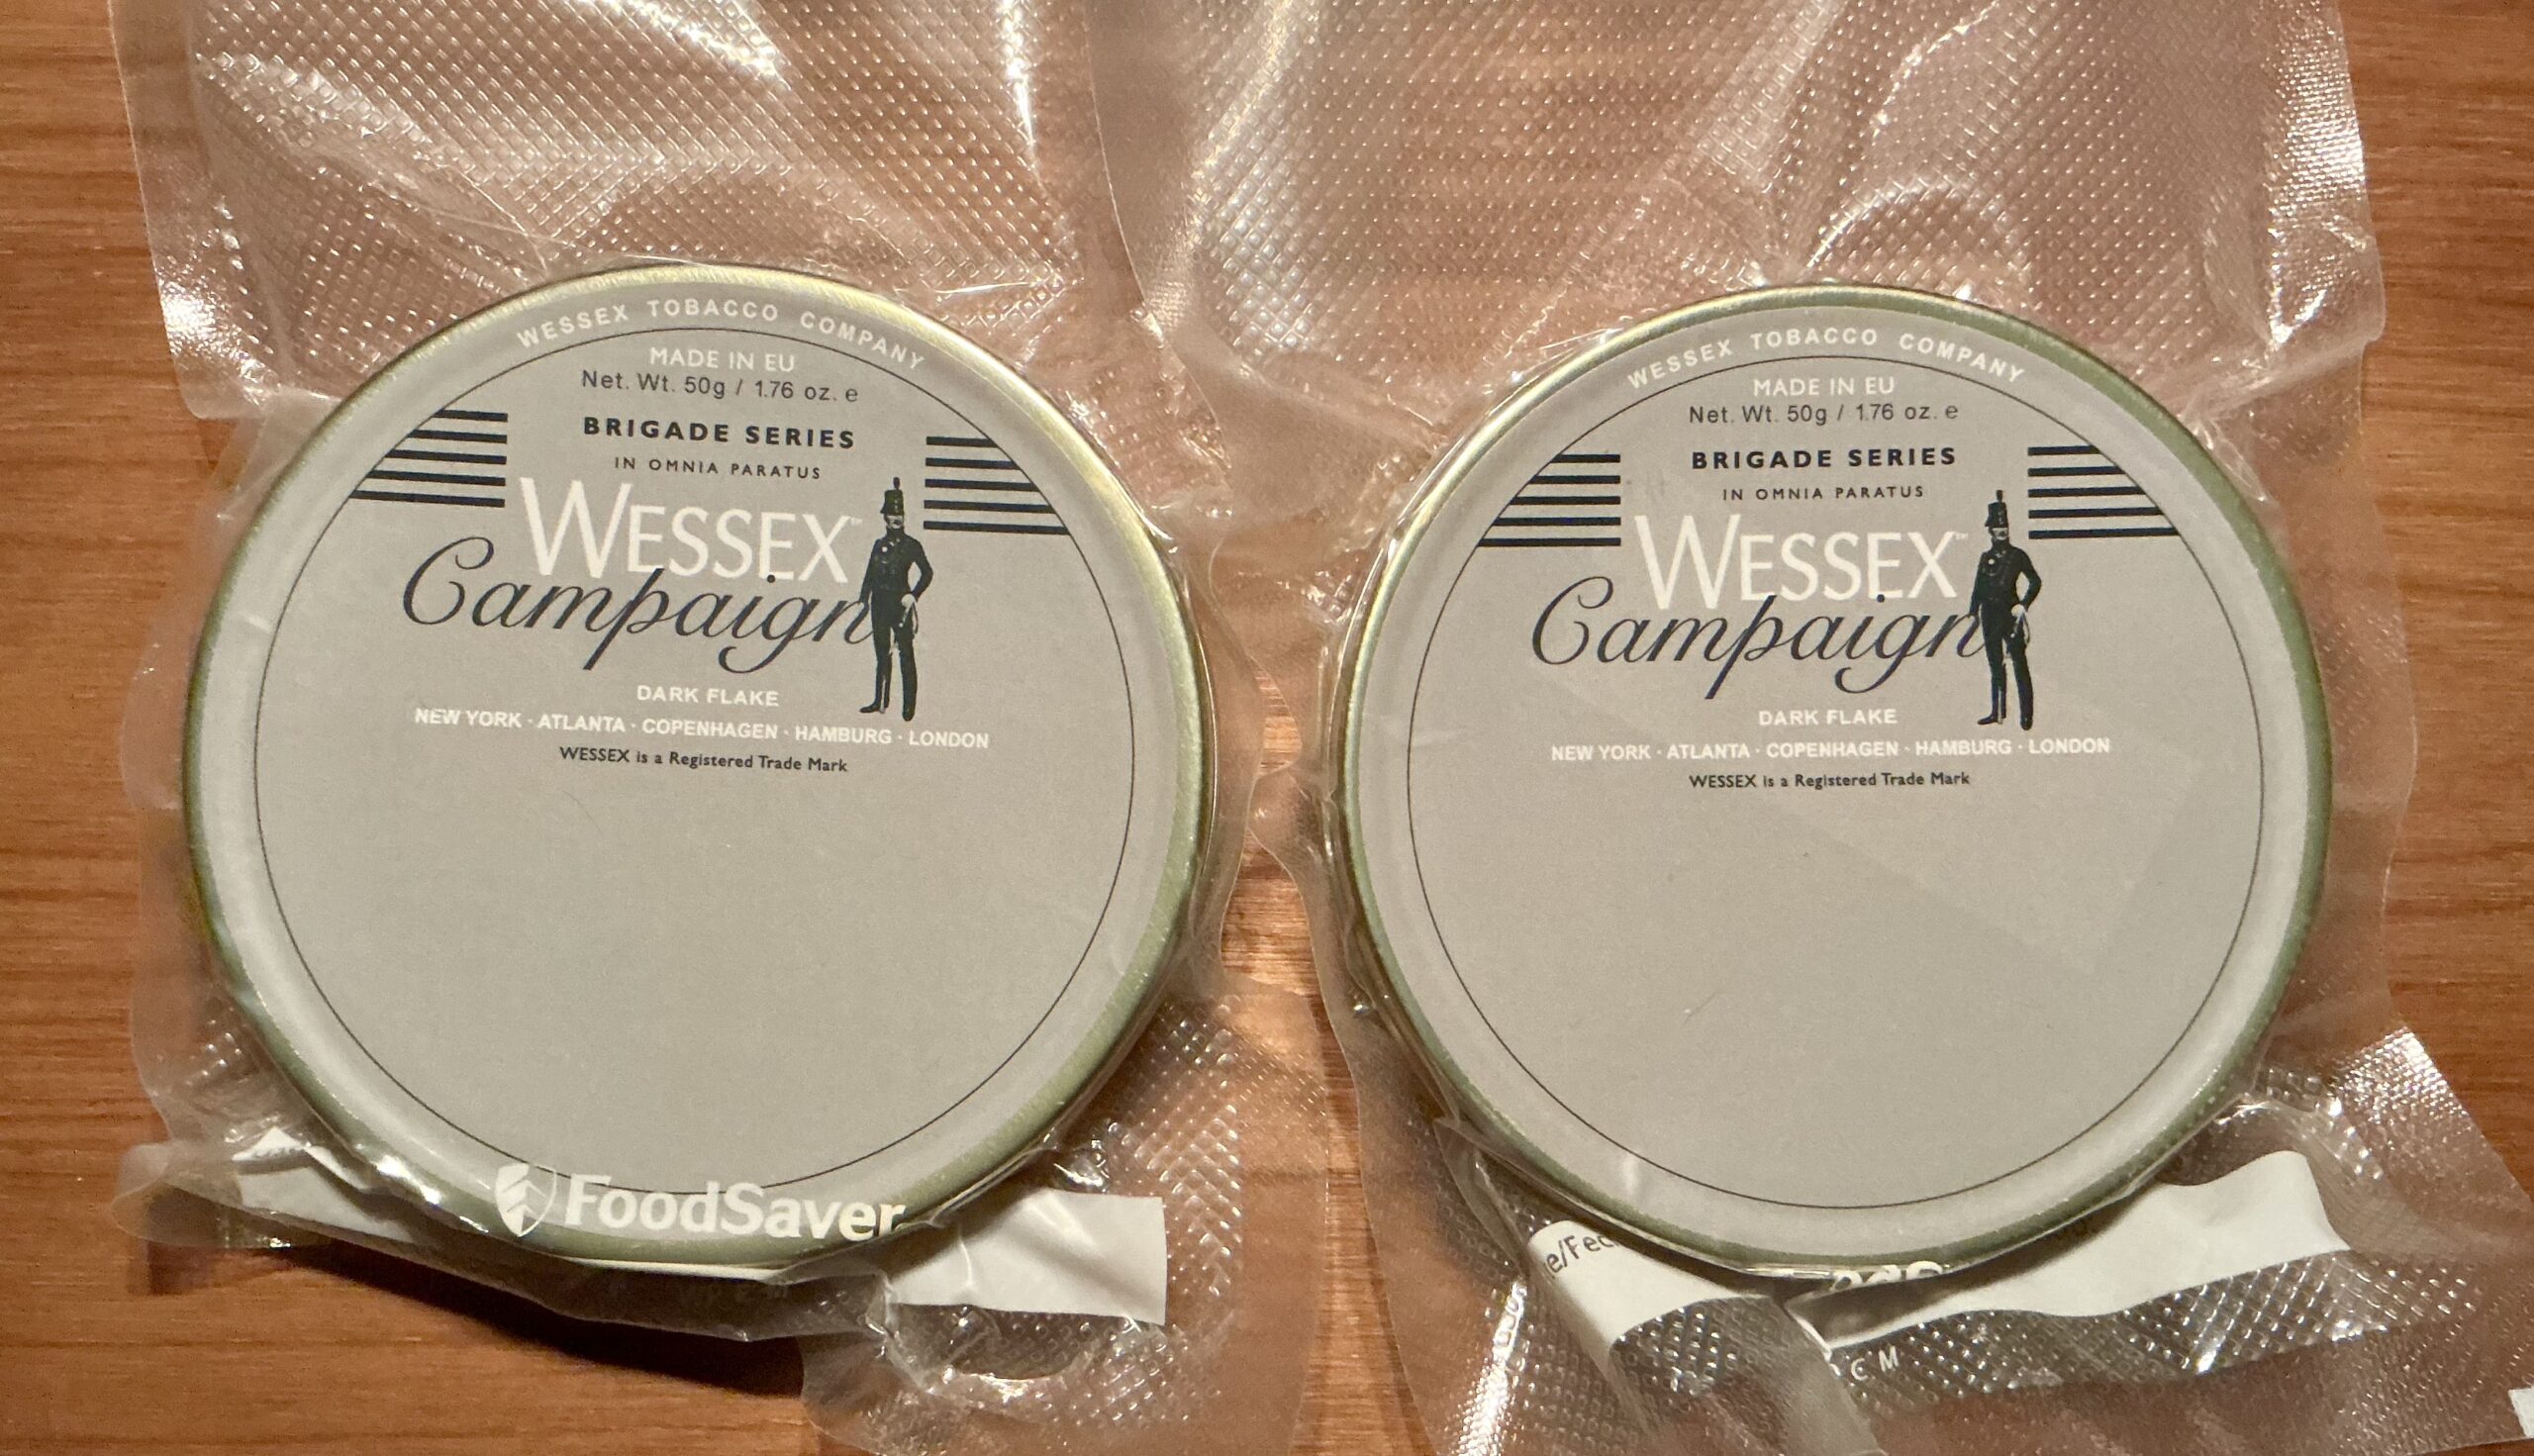 WESSEX TOBACCO COMPANY
MADE IN EU
Net. Wt. 50g / 1.76 oz. e
BRIGADE SERIES
IN OMNIA PARATUS
WESSEX™
Campaign
DARK FLAKE
NEW YORK · ATLANTA · COPENHAGEN · HAMBURG · LONDON
WESSEX is a Registered Trade Mark
FoodSaver
WESSEX TOBACCO COMPANY
MADE IN EU
Net. Wt. 50g / 1.76 oz. e
BRIGADE SERIES
IN OMNIA PARATUS
WESSEX™
Campaign
DARK FLAKE
NEW YORK · ATLANTA · COPENHAGEN · HAMBURG · LONDON
WESSEX is a Registered Trade Mark